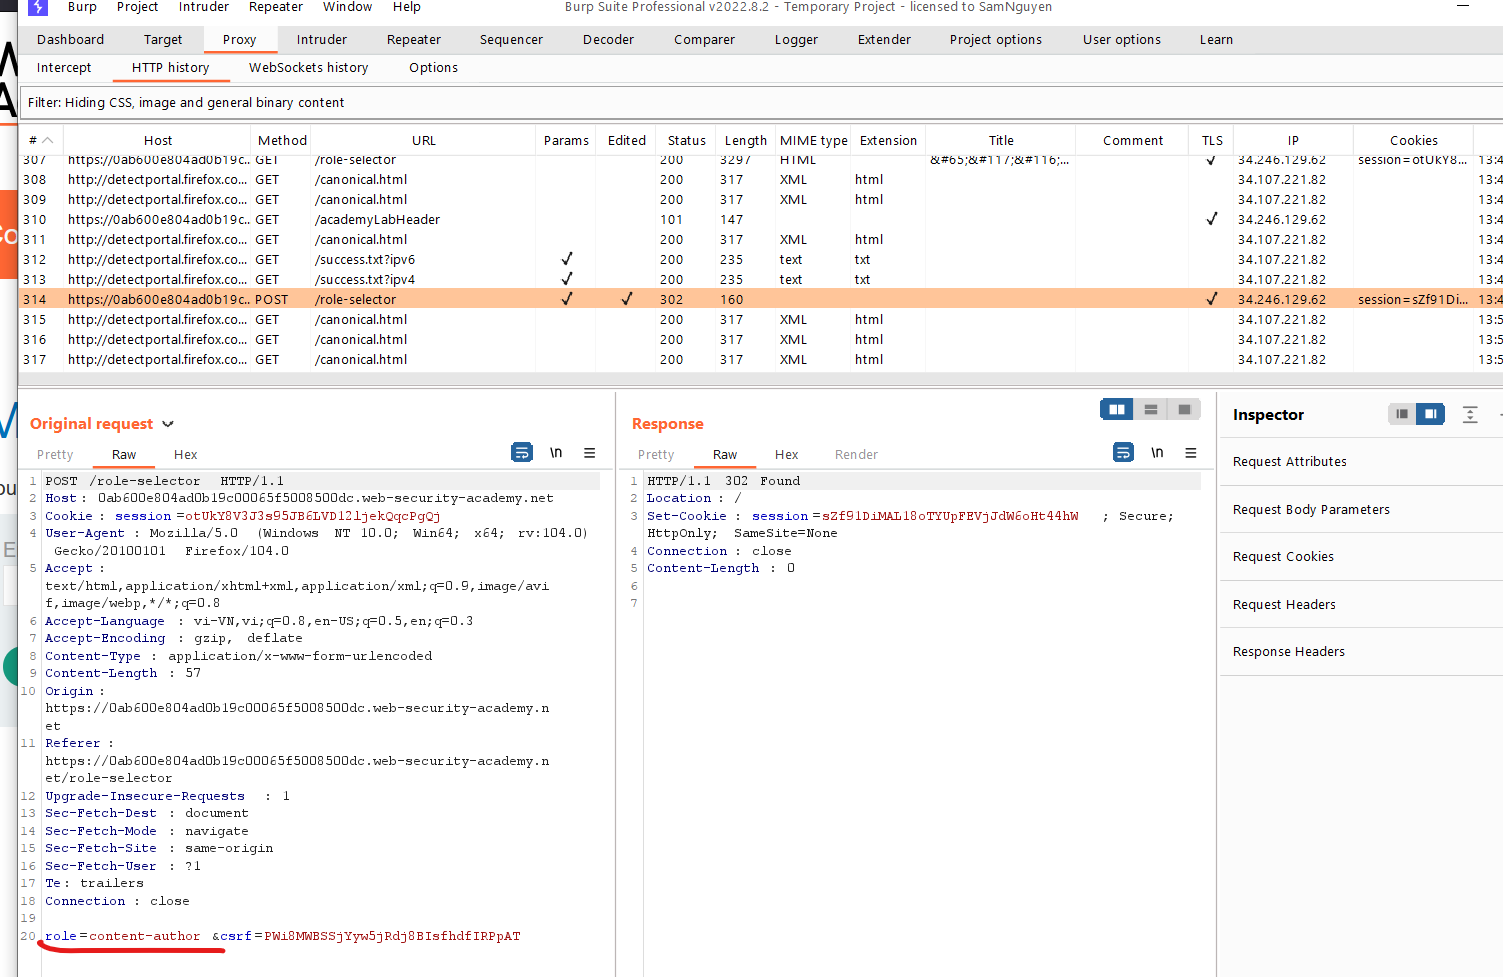 Burp Project Intruder Repeater Window Help Burp Suite Professional v2022.8.2 - Temporary Project - licensed to SamNguyen
Dashboard Target Proxy Intruder Repeater Sequencer Decoder Comparer Logger Extender Project options User options Learn
Intercept HTTP history WebSockets history Options
Filter: Hiding CSS, image and general binary content
# Host Method URL Params Edited Status Length MIME type Extension Title Comment TLS IP Cookies
307 https://0ab600e804ad0b19c... GET /role-selector 200 3297 HTML &#65;&#117;&#116;... ✓ 34.246.129.62 session=otUkY8... 13:4
308 http://detectportal.firefox.co... GET /canonical.html 200 317 XML html 34.107.221.82 13:4
309 http://detectportal.firefox.co... GET /canonical.html 200 317 XML html 34.107.221.82 13:4
310 https://0ab600e804ad0b19c... GET /academyLabHeader 101 147 ✓ 34.246.129.62 13:4
311 http://detectportal.firefox.co... GET /canonical.html 200 317 XML html 34.107.221.82 13:4
312 http://detectportal.firefox.co... GET /success.txt?ipv6 ✓ 200 235 text txt 34.107.221.82 13:4
313 http://detectportal.firefox.co... GET /success.txt?ipv4 ✓ 200 235 text txt 34.107.221.82 13:4
314 https://0ab600e804ad0b19c... POST /role-selector ✓ ✓ 302 160 ✓ 34.246.129.62 session=sZf91Di... 13:4
315 http://detectportal.firefox.co... GET /canonical.html 200 317 XML html 34.107.221.82 13:5
316 http://detectportal.firefox.co... GET /canonical.html 200 317 XML html 34.107.221.82 13:5
317 http://detectportal.firefox.co... GET /canonical.html 200 317 XML html 34.107.221.82 13:5
Original request
Pretty Raw Hex \n
1 POST /role-selector HTTP/1.1
2 Host: 0ab600e804ad0b19c00065f5008500dc.web-security-academy.net
3 Cookie: session=otUkY8V3J3s95JB6LVD12ljekQqcPgQj
4 User-Agent: Mozilla/5.0 (Windows NT 10.0; Win64; x64; rv:104.0)
Gecko/20100101 Firefox/104.0
5 Accept:
text/html,application/xhtml+xml,application/xml;q=0.9,image/avi
f,image/webp,*/*;q=0.8
6 Accept-Language: vi-VN,vi;q=0.8,en-US;q=0.5,en;q=0.3
7 Accept-Encoding: gzip, deflate
8 Content-Type: application/x-www-form-urlencoded
9 Content-Length: 57
10 Origin:
https://0ab600e804ad0b19c00065f5008500dc.web-security-academy.n
et
11 Referer:
https://0ab600e804ad0b19c00065f5008500dc.web-security-academy.n
et/role-selector
12 Upgrade-Insecure-Requests: 1
13 Sec-Fetch-Dest: document
14 Sec-Fetch-Mode: navigate
15 Sec-Fetch-Site: same-origin
16 Sec-Fetch-User: ?1
17 Te: trailers
18 Connection: close
19
20 role=content-author&csrf=PWi8MWBSSjYyw5jRdj8BIsfhdfIRPpAT
Response
Pretty Raw Hex Render \n
1 HTTP/1.1 302 Found
2 Location: /
3 Set-Cookie: session=sZf91DiMAL18oTYUpFEVjJdW6oHt44hW; Secure;
HttpOnly; SameSite=None
4 Connection: close
5 Content-Length: 0
6
7
Inspector
Request Attributes
Request Body Parameters
Request Cookies
Request Headers
Response Headers